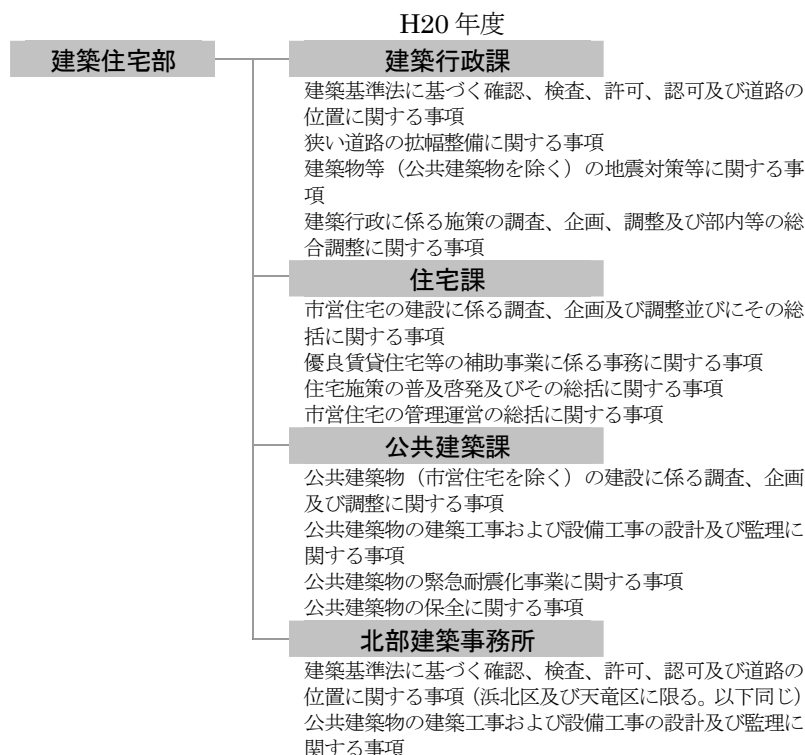 H20 年度
建築住宅部
建築行政課
建築基準法に基づく確認、検査、許可、認可及び道路の
位置に関する事項
狭い道路の拡幅整備に関する事項
建築物等（公共建築物を除く）の地震対策等に関する事
項
建築行政に係る施策の調査、企画、調整及び部内等の総
合調整に関する事項
住宅課
市営住宅の建設に係る調査、企画及び調整並びにその総
括に関する事項
優良賃貸住宅等の補助事業に係る事務に関する事項
住宅施策の普及啓発及びその総括に関する事項
市営住宅の管理運営の総括に関する事項
公共建築課
公共建築物（市営住宅を除く）の建設に係る調査、企画
及び調整に関する事項
公共建築物の建築工事および設備工事の設計及び監理に
関する事項
公共建築物の緊急耐震化事業に関する事項
公共建築物の保全に関する事項
北部建築事務所
建築基準法に基づく確認、検査、許可、認可及び道路の
位置に関する事項（浜北区及び天竜区に限る。以下同じ）
公共建築物の建築工事および設備工事の設計及び監理に
関する事項